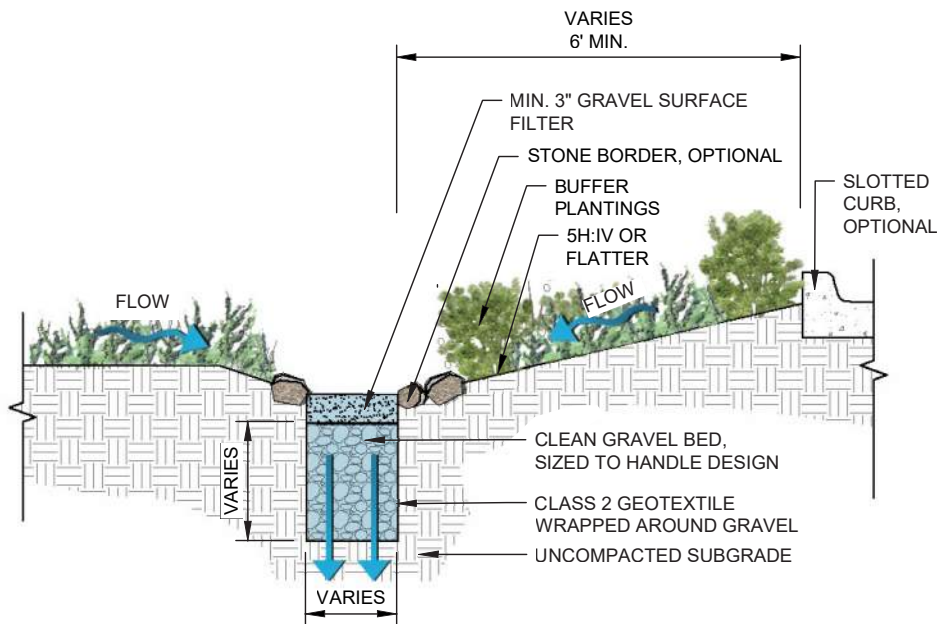 VARIES
6' MIN.
MIN. 3" GRAVEL SURFACE
FILTER
STONE BORDER, OPTIONAL
BUFFER
PLANTINGS
SLOTTED
CURB,
OPTIONAL
5H:IV OR
FLATTER
FLOW
FLOW
CLEAN GRAVEL BED,
SIZED TO HANDLE DESIGN
VARIES
CLASS 2 GEOTEXTILE
WRAPPED AROUND GRAVEL
UNCOMPACTED SUBGRADE
VARIES